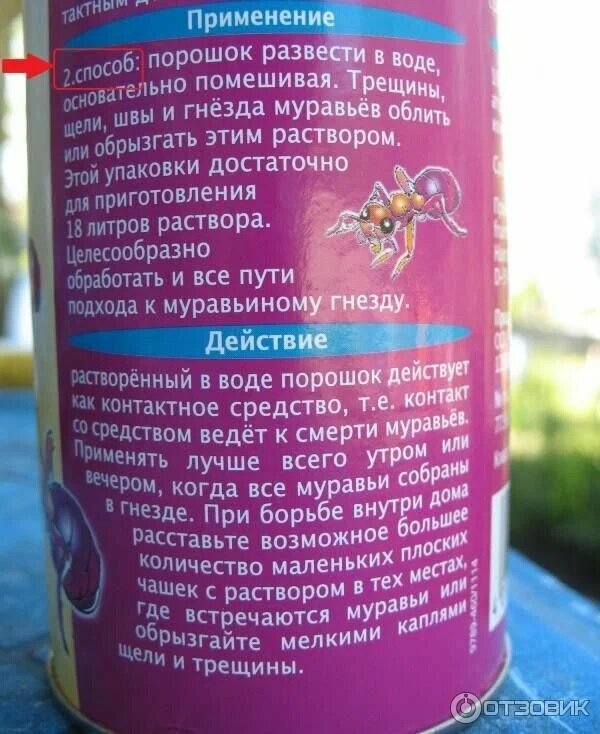 тактным д
Применение
2.способ: порошок развести в воде,
основательно помешивая. Трещины,
щели, швы и гнёзда муравьёв облить
или обрызгать этим раствором.
Этой упаковки достаточно
для приготовления
18 литров раствора.
Целесообразно
обработать и все пути
подхода к муравьиному гнезду.
Действие
растворённый в воде порошок действует
как контактное средство, т.е. контакт
со средством ведёт к смерти муравьёв.
Применять лучше всего утром или
вечером, когда все муравьи собраны
в гнезде. При борьбе внутри дома
расставьте возможное большее
количество маленьких плоских
чашек с раствором в тех местах,
где встречаются муравьи или
обрызгайте мелкими каплями
щели и трещины.
9789-460/1114
ОТЗОВИК